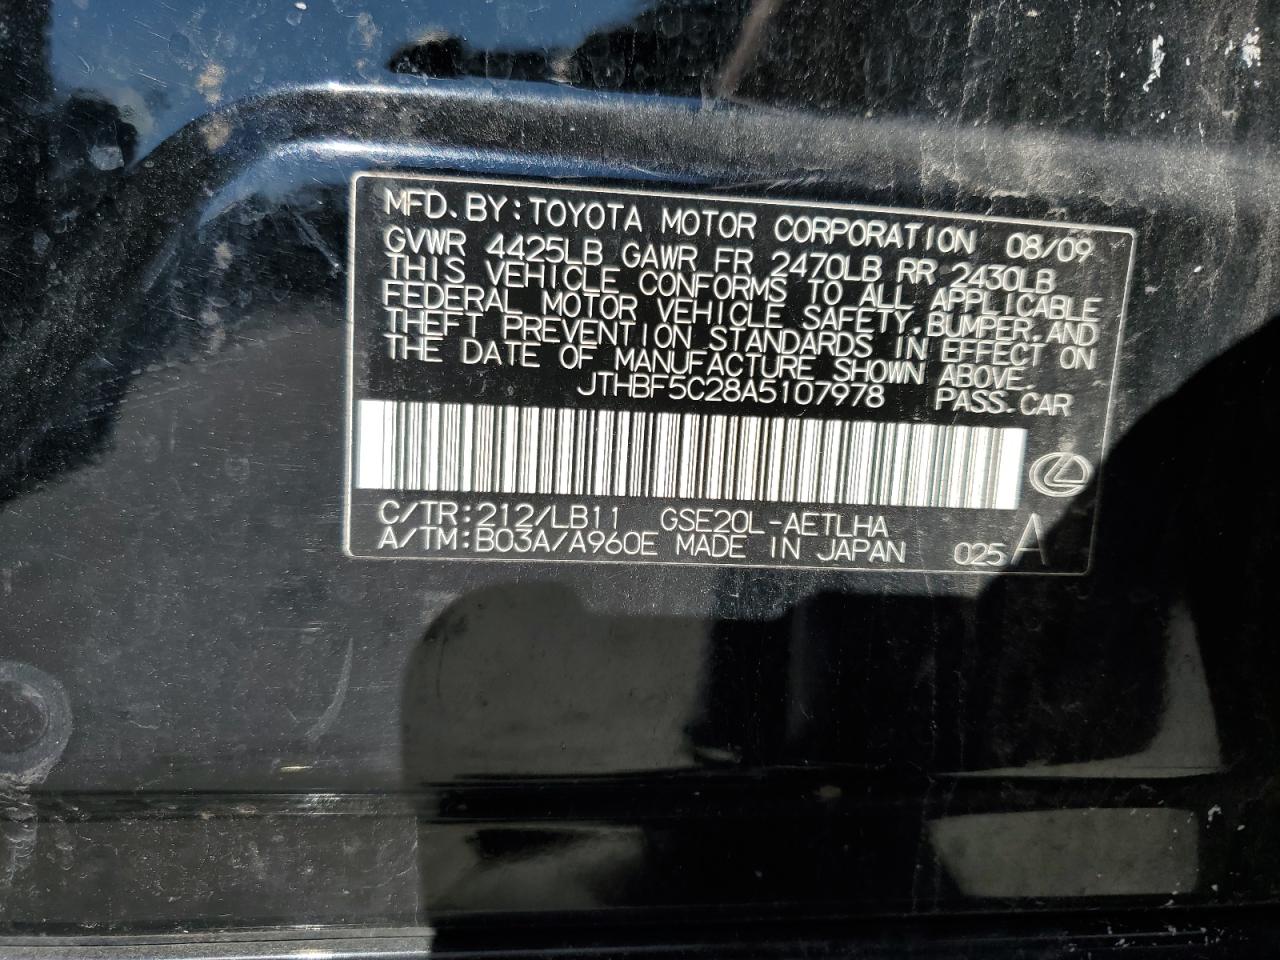 MFD. BY: TOYOTA MOTOR CORPORATION 08/09
GVWR 4425LB GAWR FR 2470LB RR 2430LB
THIS VEHICLE CONFORMS TO ALL APPLICABLE
FEDERAL MOTOR VEHICLE SAFETY, BUMPER, AND
THEFT PREVENTION STANDARDS IN EFFECT ON
THE DATE OF MANUFACTURE SHOWN ABOVE.
JTHBF5C28A5107978 PASS. CAR
C/TR: 212/LB11 GSE20L-AETLHA
A/TM: B03A/A960E MADE IN JAPAN 025 A